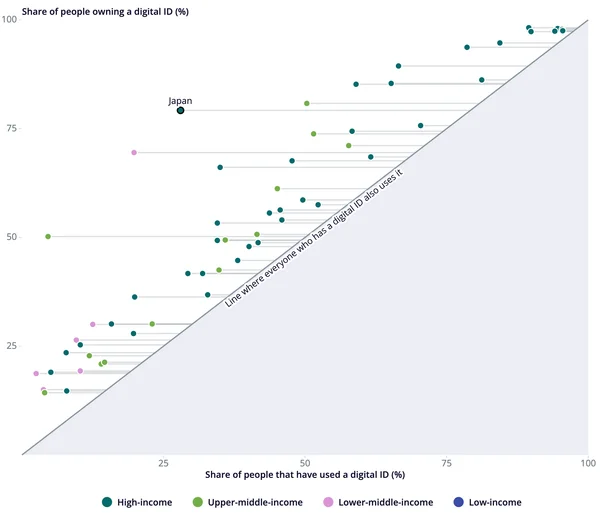 Share of people owning a digital ID (%)
100
Japan
75
Line where everyone who has a digital ID also uses it
50
25
25 50 75 100
Share of people that have used a digital ID (%)
High-income Upper-middle-income Lower-middle-income Low-income